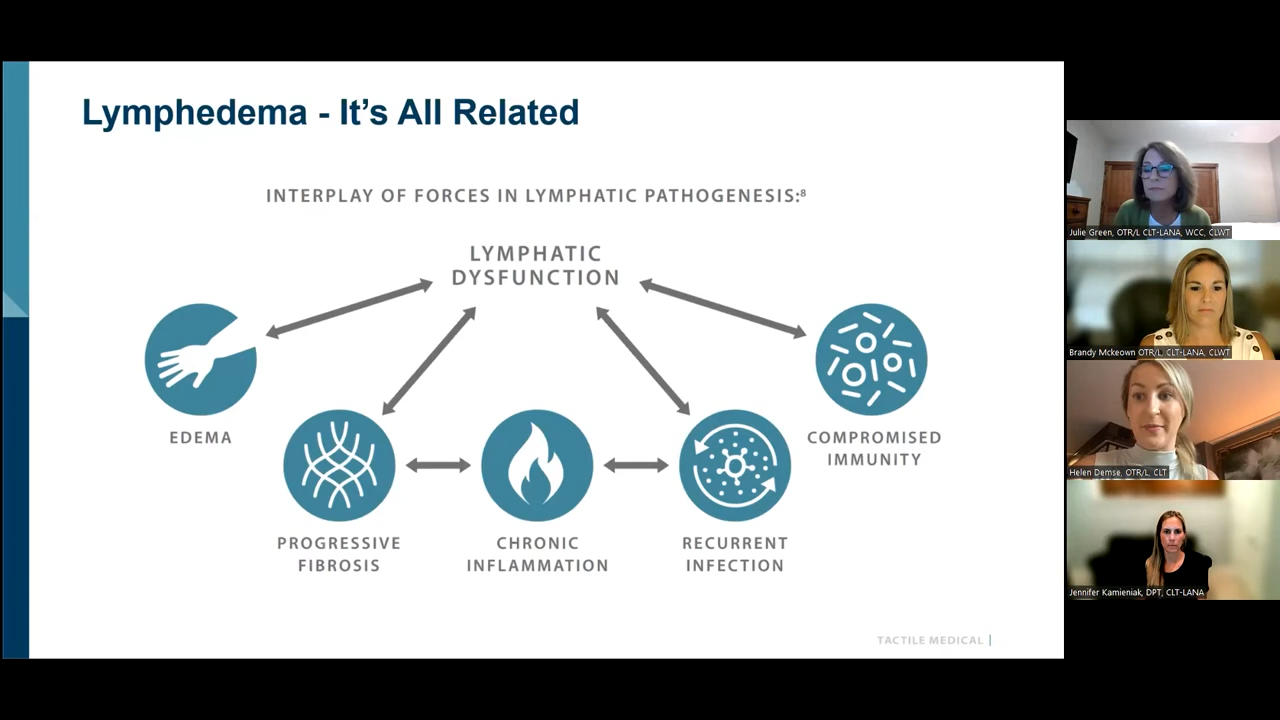 Lymphedema - It's All Related
INTERPLAY OF FORCES IN LYMPHATIC PATHOGENESIS:⁸
LYMPHATIC
DYSFUNCTION
EDEMA
COMPROMISED
IMMUNITY
PROGRESSIVE
FIBROSIS
CHRONIC
INFLAMMATION
RECURRENT
INFECTION
TACTILE MEDICAL |
Julie Green, OTR/L CLT-LANA, WCC, CLWT
Brandy Mckeown OTR/L, CLT-LANA, CLWT
Helen Demse, OTR/L, CLT
Jennifer Kamieniak, DPT, CLT-LANA